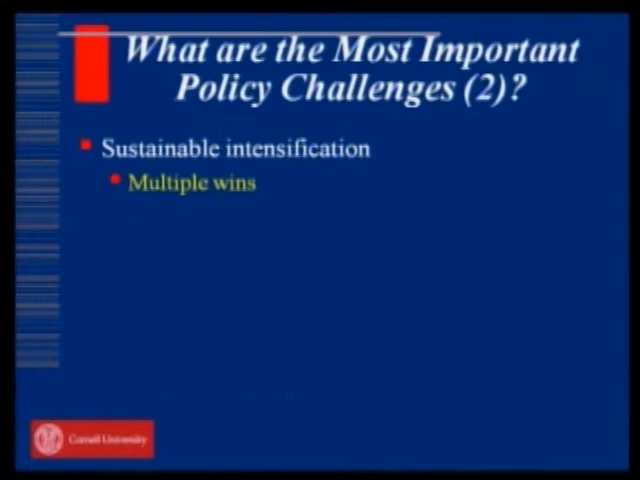 What are the Most Important
Policy Challenges (2)?
Sustainable intensification
Multiple wins
Cornell University